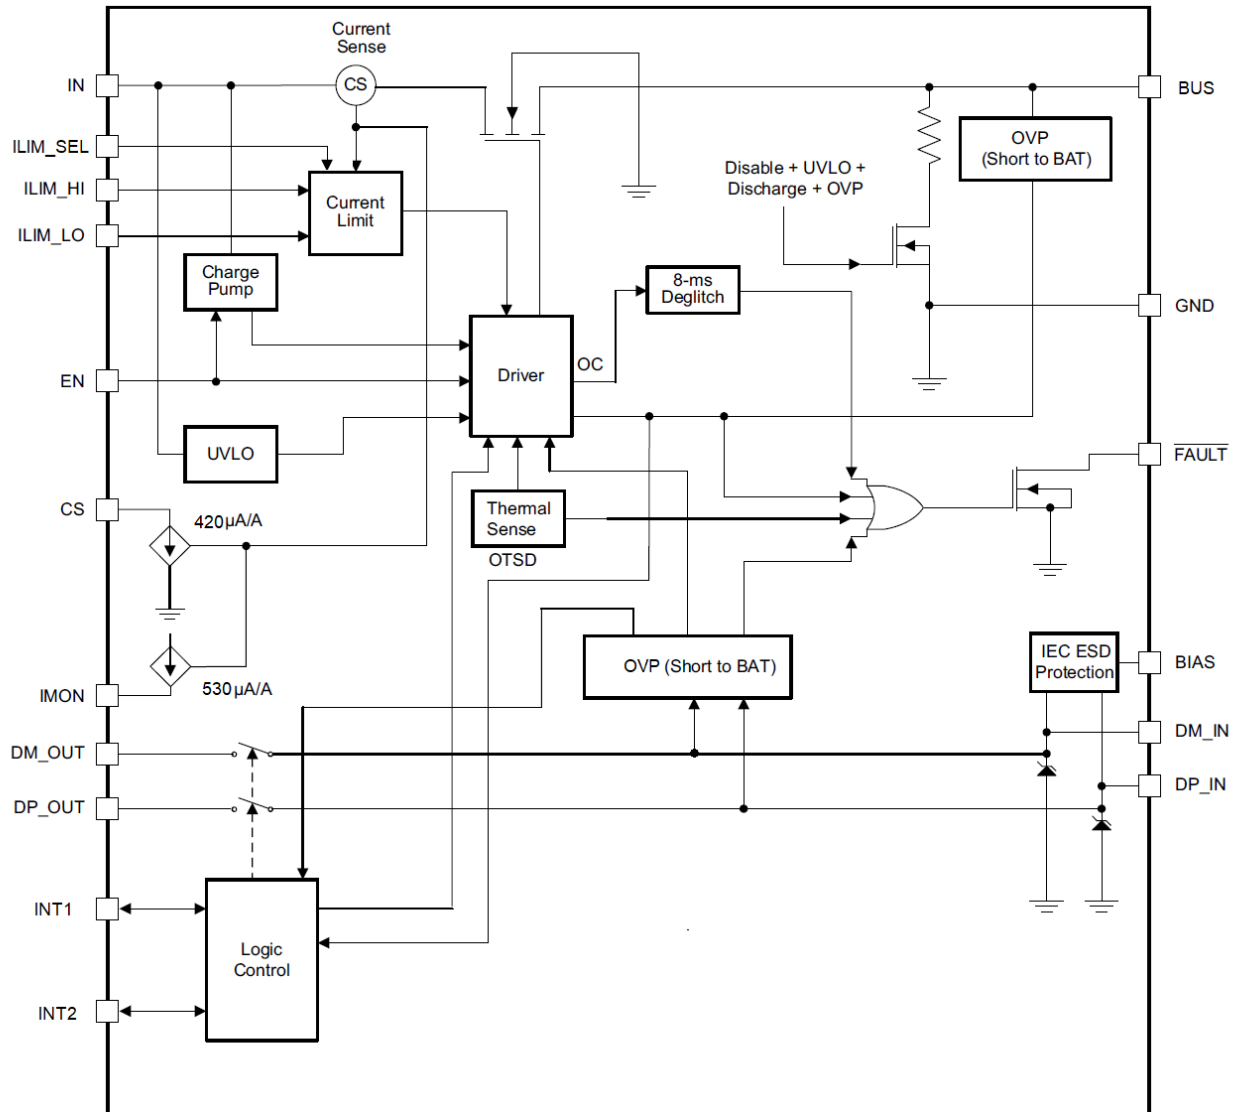 Current
Sense
IN
CS
BUS
ILIM_SEL
OVP
(Short to BAT)
ILIM_HI
Disable + UVLO +
Discharge + OVP
Current
Limit
ILIM_LO
Charge
Pump
8-ms
Deglitch
GND
EN
Driver
OC
UVLO
FAULT
CS
420µA/A
Thermal
Sense
OTSD
OVP (Short to BAT)
IEC ESD
Protection
BIAS
IMON
530µA/A
DM_OUT
DM_IN
DP_OUT
DP_IN
INT1
Logic
Control
INT2